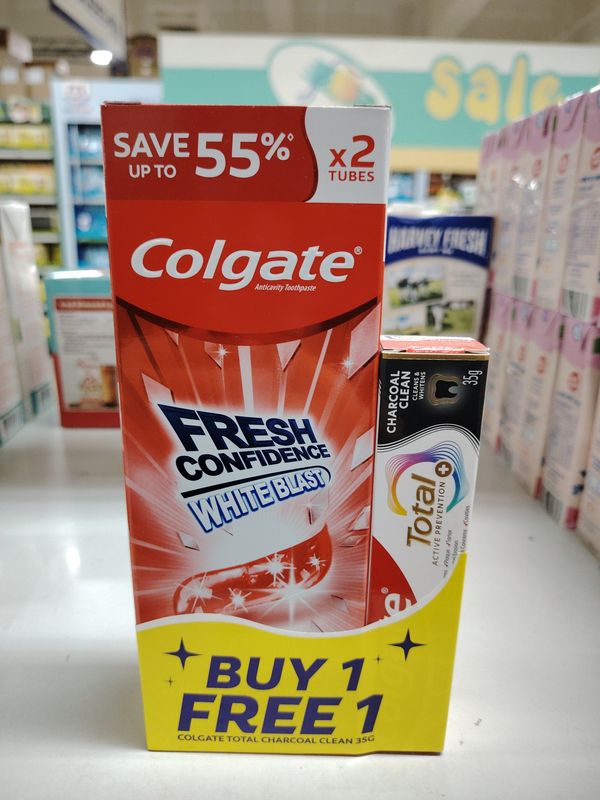 Sale
SAVE
UP TO
55%◊
x2
TUBES
Colgate®
Anticavity Toothpaste
HARVEY FRESH
FRESH
CONFIDENCE
WHITE BLAST
CHARCOAL
CLEAN
CLEANS &
WHITENS
35g
Total
ACTIVE PREVENTION
BUY 1
FREE 1
COLGATE TOTAL CHARCOAL CLEAN 35G